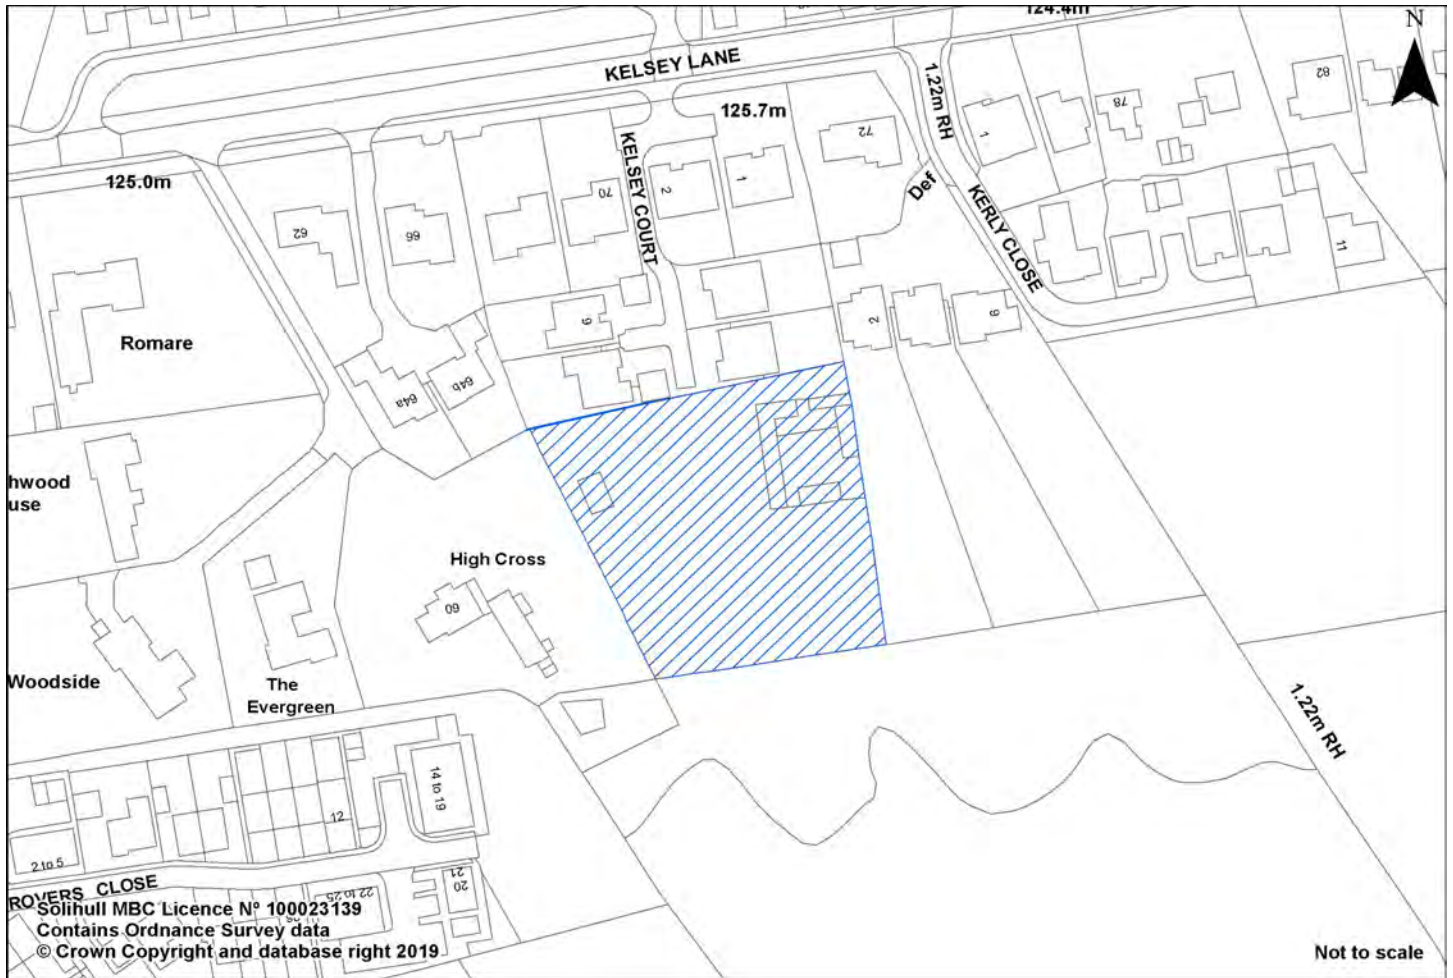 124.4m
N
KELSEY LANE
125.7m
1.22m RH
82
78
1
72
125.0m
KELSEY COURT
70
2
1
Def
KERLY CLOSE
62
66
11
Romare
9
2
64a
64b
hwood
use
High Cross
60
Woodside
The
Evergreen
1.22m RH
14 to 19
12
2 to 5
21
20
22 to 25
ROVERS CLOSE
Solihull MBC Licence Nº 100023139
Contains Ordnance Survey data
© Crown Copyright and database right 2019
Not to scale